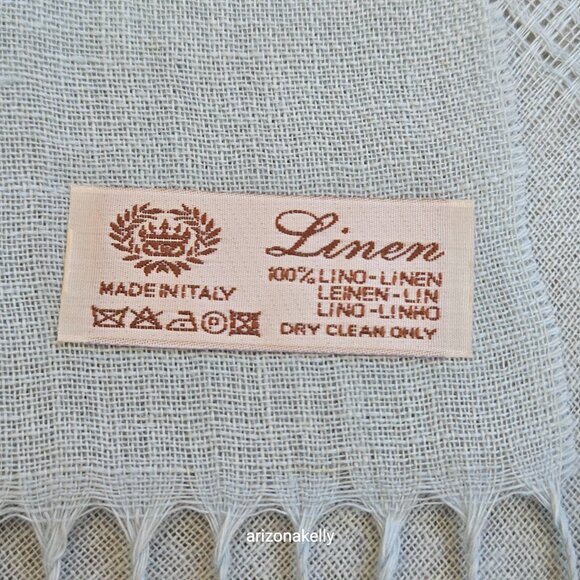 Linen
100% LINO-LINEN
LEINEN-LIN
LINO-LINHO
DRY CLEAN ONLY
MADE IN ITALY
P
arizonakelly